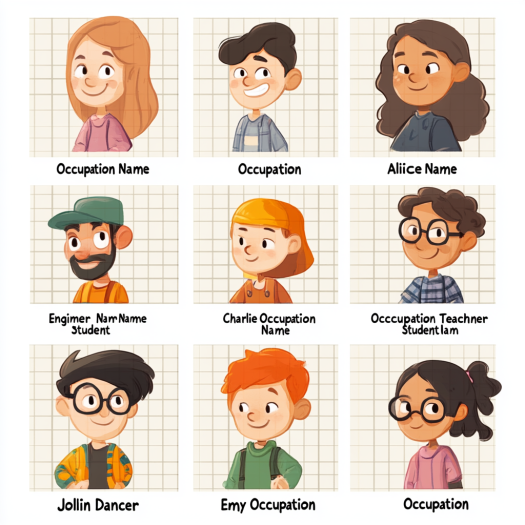 Occupation Name
Occupation
Aliice Name
Engimer NarName
Student
Charlie Occupation
Name
Occcupation Teachner
Studentlam
Jollin Dancer
Emy Occupation
Occupation